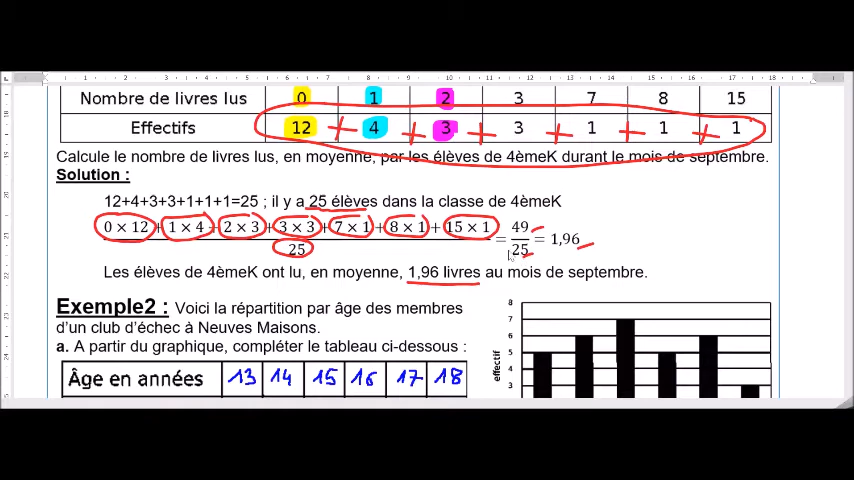 Nombre de livres lus 0 1 2 3 7 8 15
Effectifs 12 + 4 + 3 + 3 + 1 + 1 + 1
Calcule le nombre de livres lus, en moyenne, par les élèves de 4èmeK durant le mois de septembre.
Solution :
12+4+3+3+1+1+1=25 ; il y a 25 élèves dans la classe de 4èmeK
0 × 12 + 1 × 4 + 2 × 3 + 3 × 3 + 7 × 1 + 8 × 1 + 15 × 1
25
= 49/25 = 1,96
Les élèves de 4èmeK ont lu, en moyenne, 1,96 livres au mois de septembre.
Exemple2 : Voici la répartition par âge des membres
d'un club d'échec à Neuves Maisons.
a. A partir du graphique, compléter le tableau ci-dessous :
Âge en années 13 14 15 16 17 18
effectif
8
7
6
5
4
3